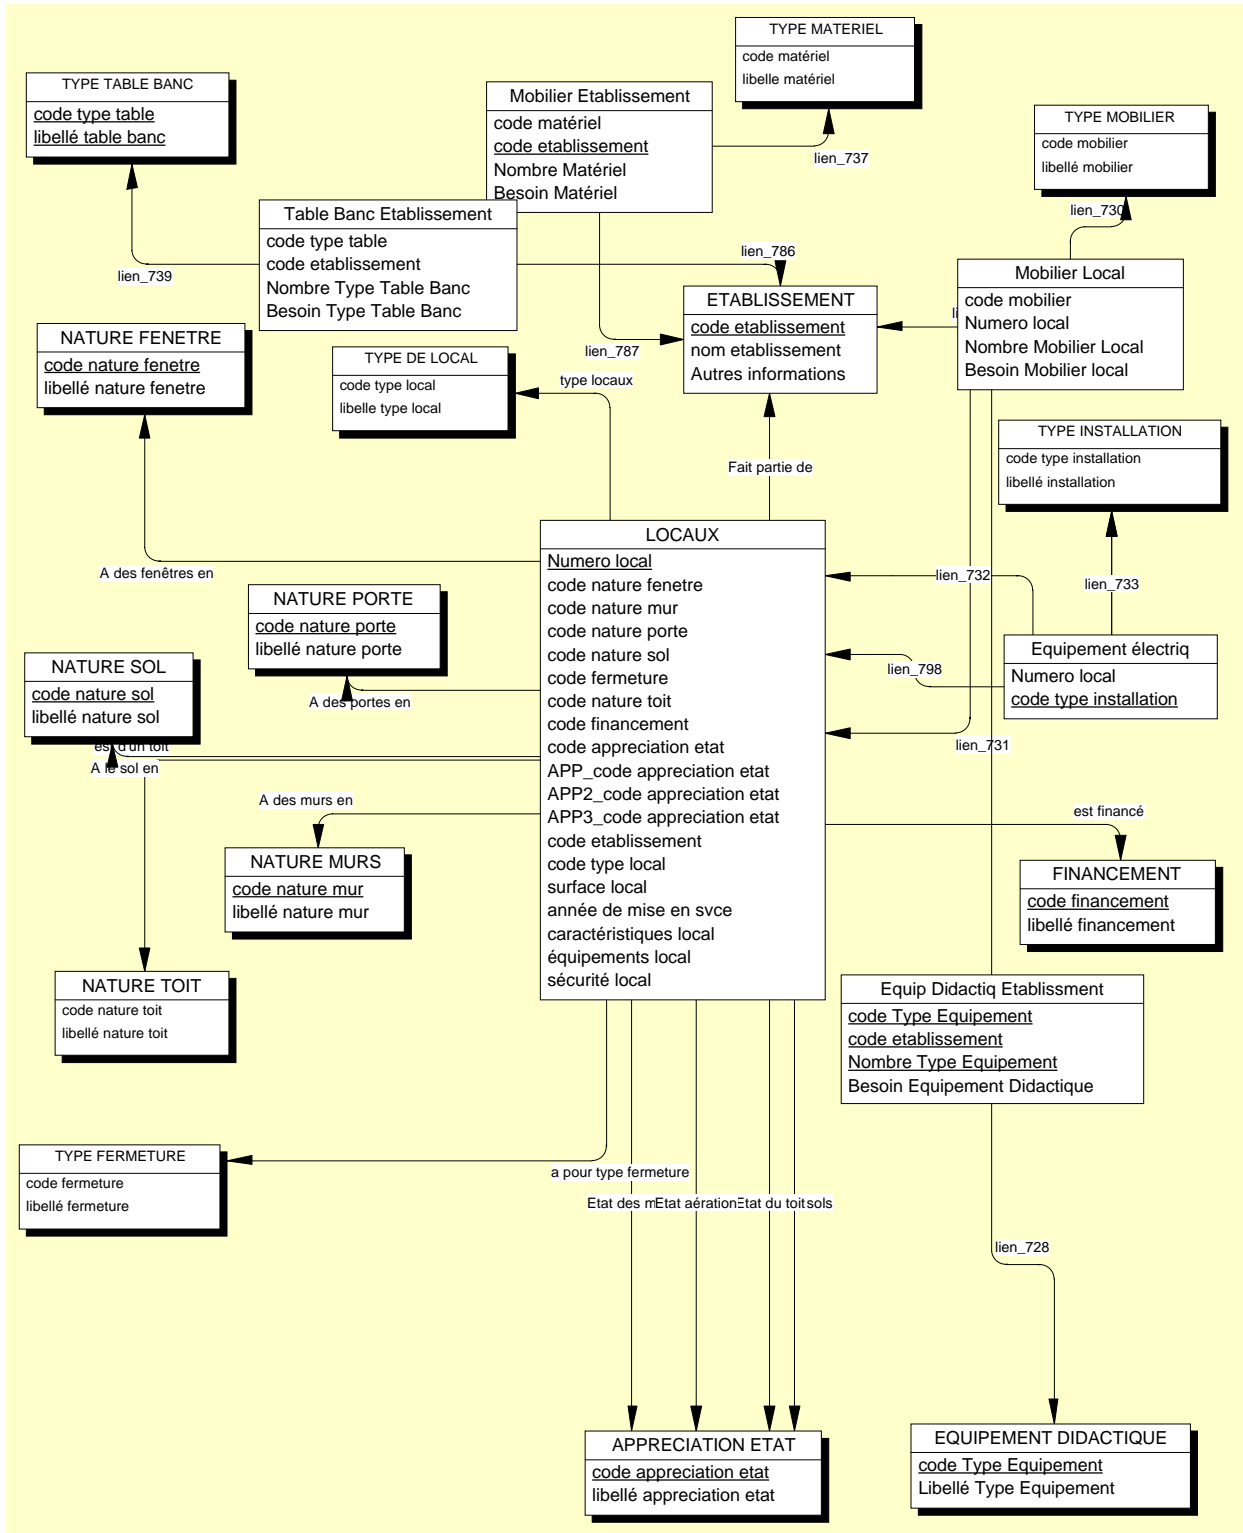 TYPE MATERIEL
code matériel
libelle matériel
TYPE TABLE BANC
code type table
libellé table banc
Mobilier Etablissement
code matériel
code etablissement
Nombre Matériel
Besoin Matériel
TYPE MOBILIER
code mobilier
libellé mobilier
lien_737
lien_730
Table Banc Etablissement
code type table
code etablissement
Nombre Type Table Banc
Besoin Type Table Banc
lien_739
lien_786
Mobilier Local
code mobilier
Numero local
Nombre Mobilier Local
Besoin Mobilier local
ETABLISSEMENT
code etablissement
nom etablissement
Autres informations
NATURE FENETRE
code nature fenetre
libellé nature fenetre
lien_787
TYPE DE LOCAL
code type local
libelle type local
type locaux
TYPE INSTALLATION
code type installation
libellé installation
Fait partie de
LOCAUX
Numero local
code nature fenetre
code nature mur
code nature porte
code nature sol
code fermeture
code nature toit
code financement
code appreciation etat
APP_code appreciation etat
APP2_code appreciation etat
APP3_code appreciation etat
code etablissement
code type local
surface local
année de mise en svce
caractéristiques local
équipements local
sécurité local
A des fenêtres en
lien_732
lien_733
NATURE PORTE
code nature porte
libellé nature porte
Equipement électriq
Numero local
code type installation
NATURE SOL
code nature sol
libellé nature sol
lien_798
A des portes en
lien_731
est d'un toit
A le sol en
A des murs en
est financé
NATURE MURS
code nature mur
libellé nature mur
FINANCEMENT
code financement
libellé financement
NATURE TOIT
code nature toit
libellé nature toit
Equip Didactiq Etablissment
code Type Equipement
code etablissement
Nombre Type Equipement
Besoin Equipement Didactique
TYPE FERMETURE
code fermeture
libellé fermeture
a pour type fermeture
Etat des
Etat aération
Etat du toit
sols
lien_728
APPRECIATION ETAT
code appreciation etat
libellé appreciation etat
EQUIPEMENT DIDACTIQUE
code Type Equipement
Libellé Type Equipement